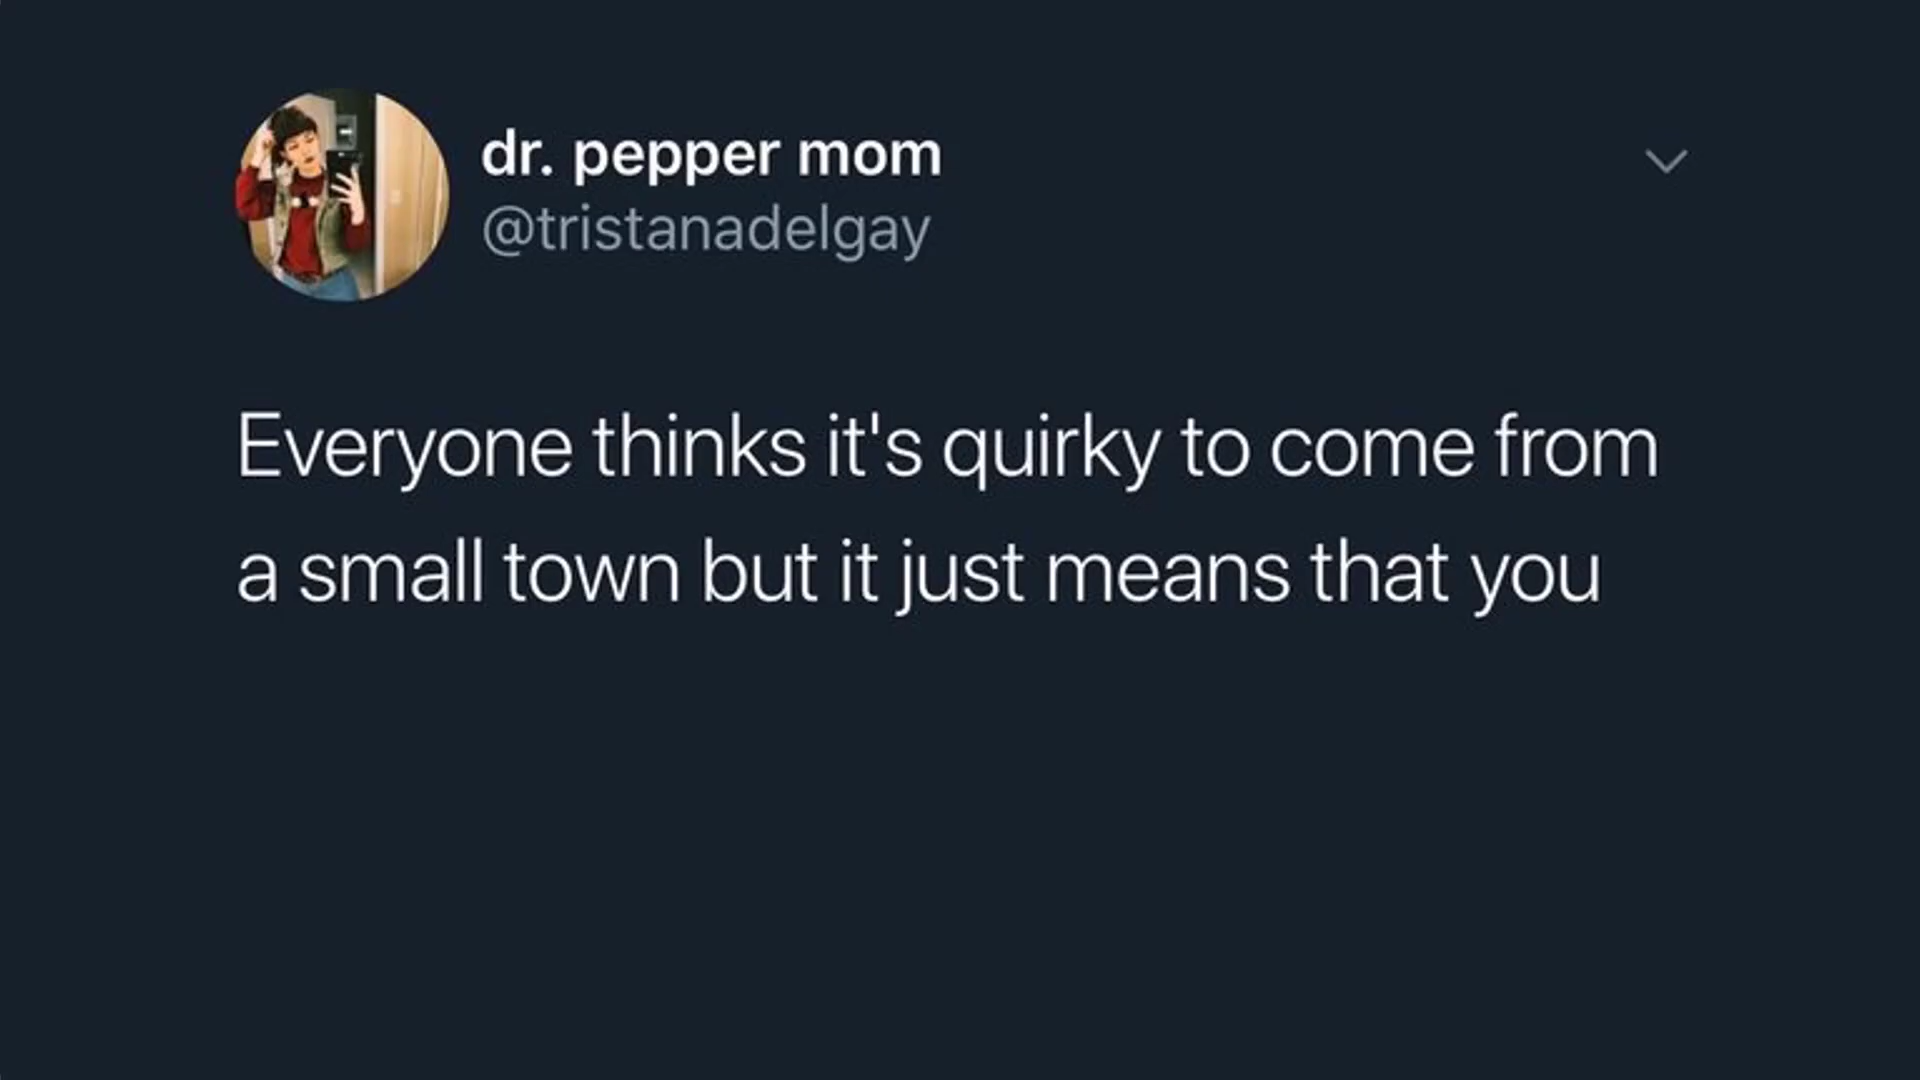 dr. pepper mom
@tristanadelgay
Everyone thinks it's quirky to come from
a small town but it just means that you